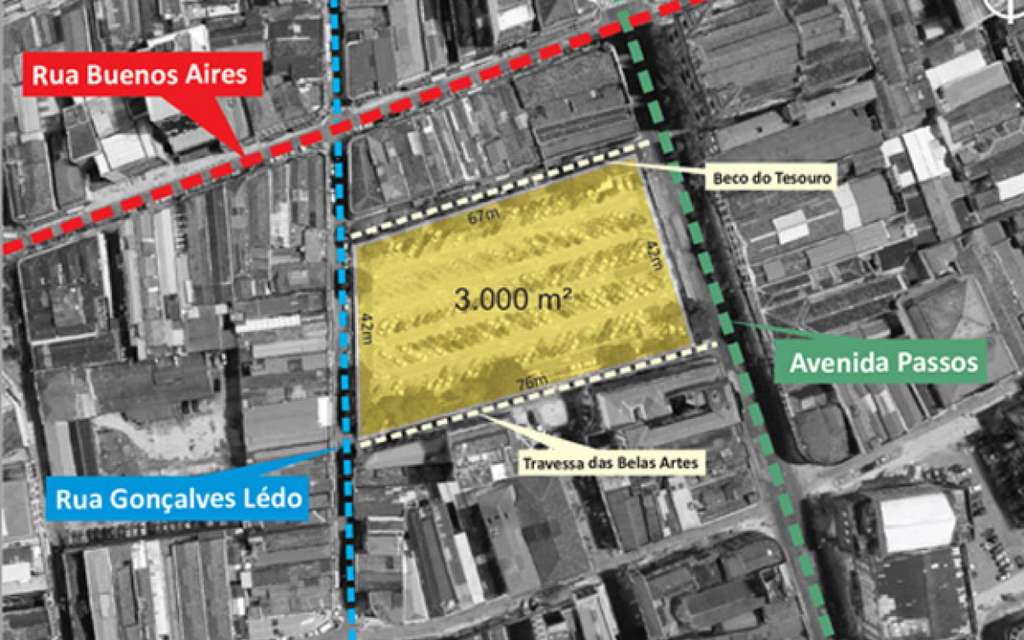 Rua Buenos Aires
Beco do Tesouro
67m
42m
3.000 m²
42m
Avenida Passos
76m
Travessa das Belas Artes
Rua Gonçalves Lédo